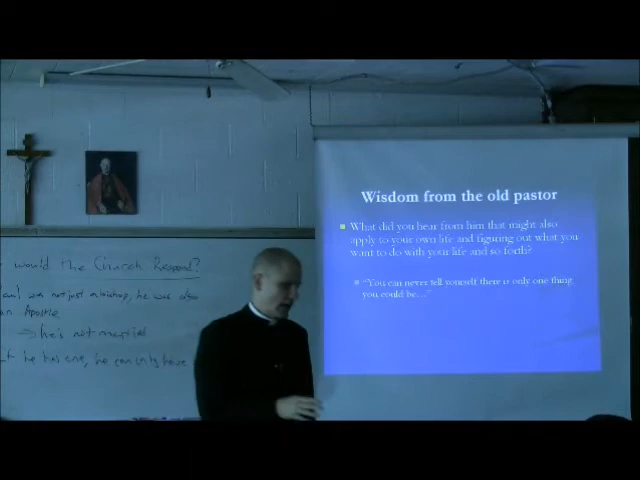 Wisdom from the old pastor
What did you hear from him that might also
apply to your own life and figuring out what you
want to do with your life and so forth?
"You can never tell yourself there is only one thing
you could be..."
would the Church Respond?
was not just a bishop, he was also
an Apostle
→ he's not married
he has one, he can only have